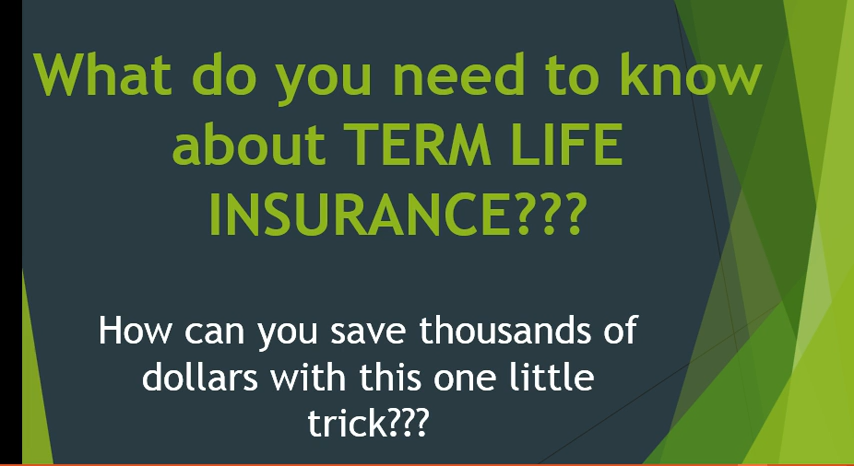 What do you need to know
about TERM LIFE
INSURANCE???
How can you save thousands of
dollars with this one little
trick???